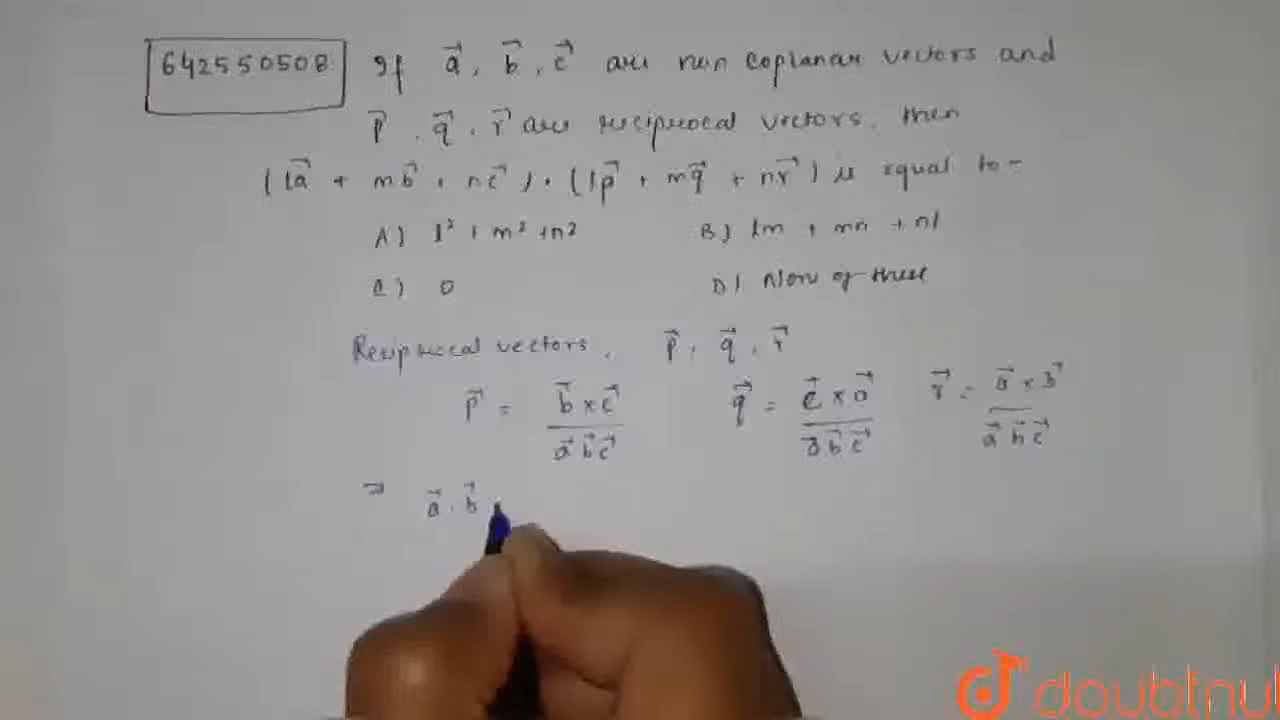 642550508 If a⃗, b⃗, c⃗ are non coplanar vectors and
p⃗, q⃗, r⃗ are reciprocal vectors, then
(la⃗ + mb⃗ + nc⃗) • (lp⃗ + mq⃗ + nr⃗) is equal to -
A) l² + m² + n² B) lm + mn + nl
C) 0 D) None of these
Reciprocal vectors, p⃗, q⃗, r⃗
p⃗ = b⃗ × c⃗ / a⃗ b⃗ c⃗ q⃗ = c⃗ × a⃗ / a⃗ b⃗ c⃗ r⃗ = a⃗ × b⃗ / a⃗ b⃗ c⃗
⇒ a⃗ . b⃗
doubtnut